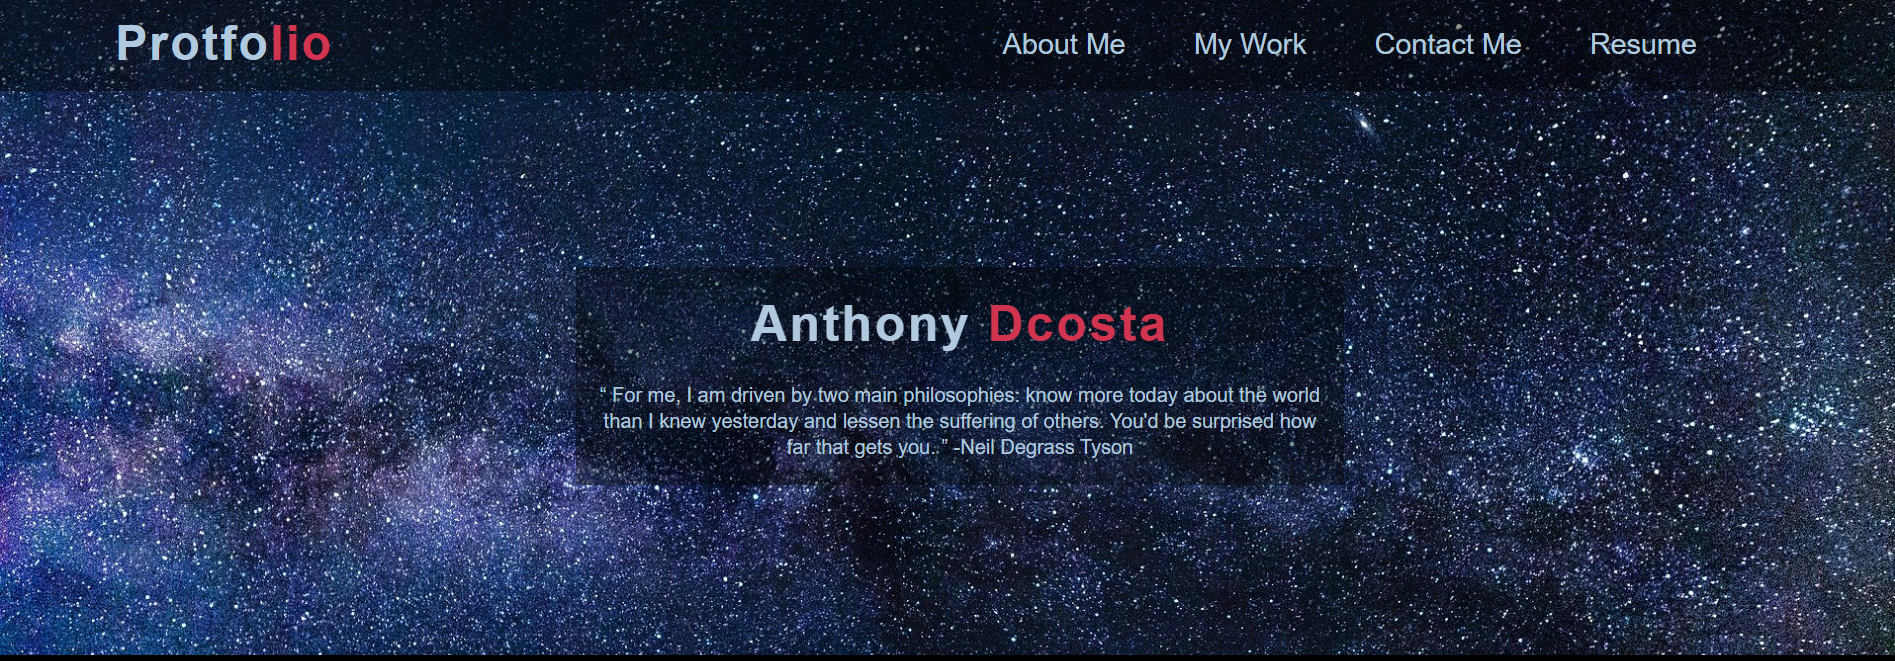 Protfolio
About Me My Work Contact Me Resume
Anthony Dcosta
“ For me, I am driven by two main philosophies: know more today about the world
than I knew yesterday and lessen the suffering of others. You'd be surprised how
far that gets you..” -Neil Degrass Tyson